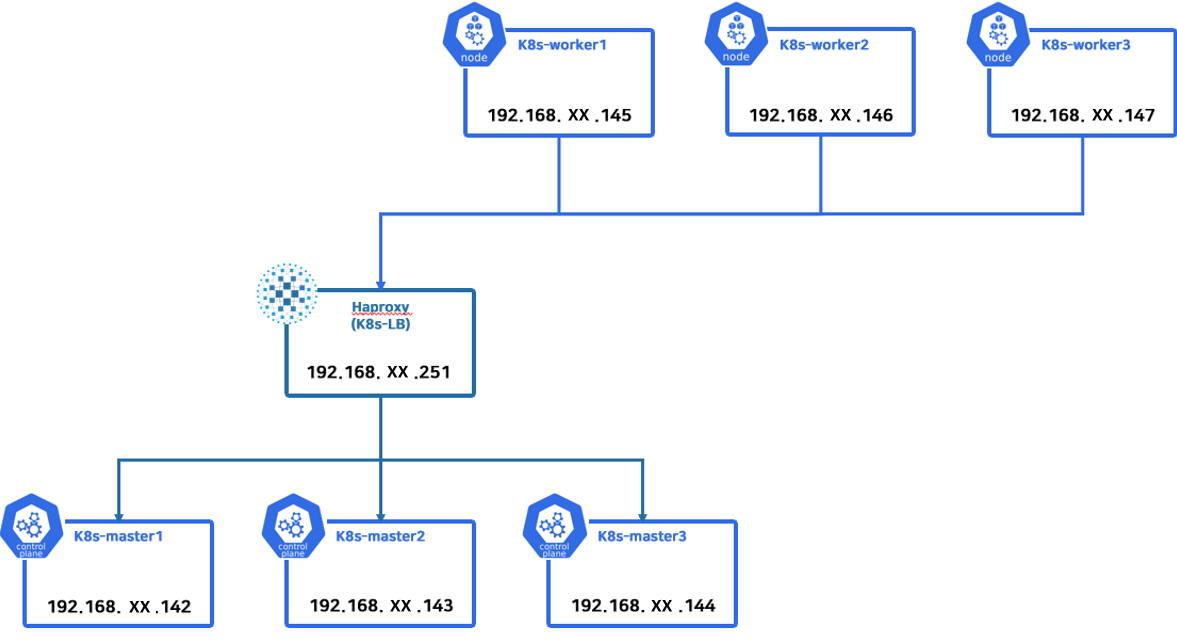 K8s-worker1
node
192.168. XX .145
K8s-worker2
node
192.168. XX .146
K8s-worker3
node
192.168. XX .147
Haproxy
(K8s-LB)
192.168. XX .251
K8s-master1
control
plane
192.168. XX .142
K8s-master2
control
plane
192.168. XX .143
K8s-master3
control
plane
192.168. XX .144